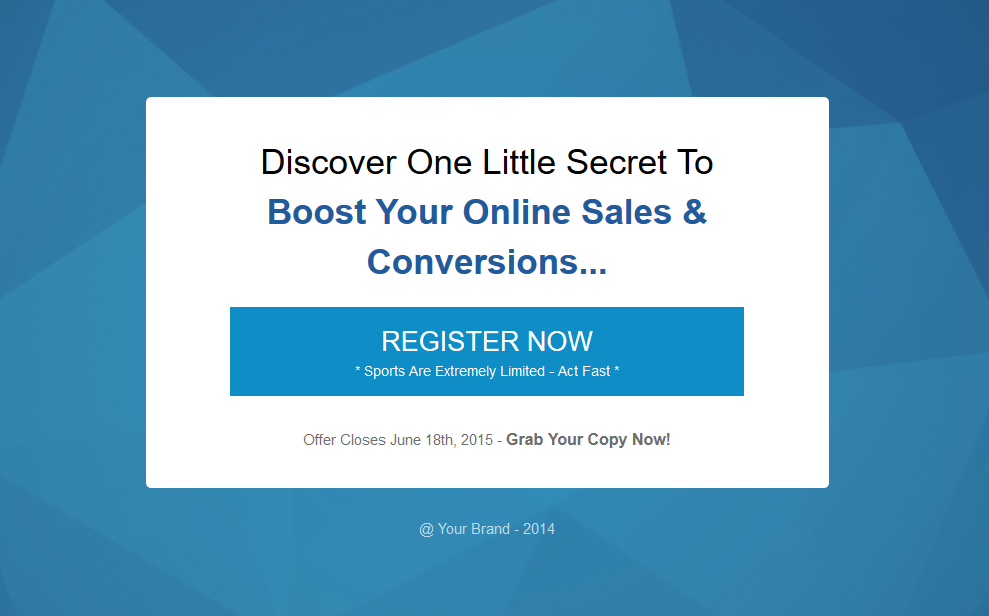 Discover One Little Secret To
Boost Your Online Sales &
Conversions...
REGISTER NOW
* Sports Are Extremely Limited - Act Fast *
Offer Closes June 18th, 2015 - Grab Your Copy Now!
@ Your Brand - 2014